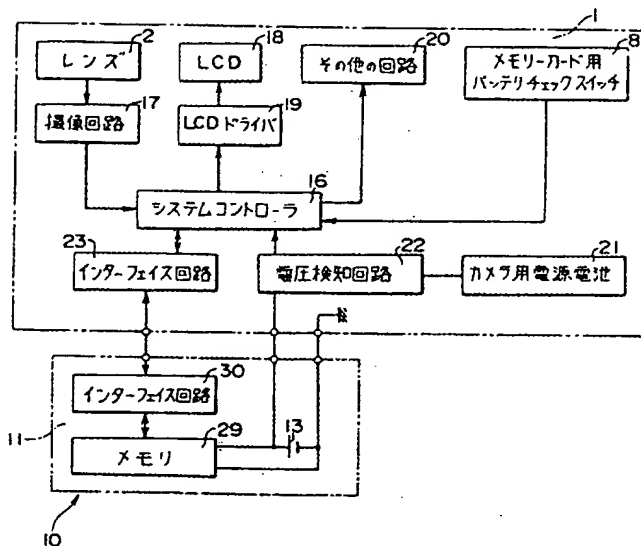 1
2
レンズ
18
LCD
20
その他の回路
8
メモリーカード用
バッテリチェックスイッチ
17
撮像回路
19
LCDドライバ
16
システムコントローラ
23
インターフェイス回路
22
電圧検知回路
21
カメラ用電源電池
30
インターフェイス回路
11
29
メモリ
13
10